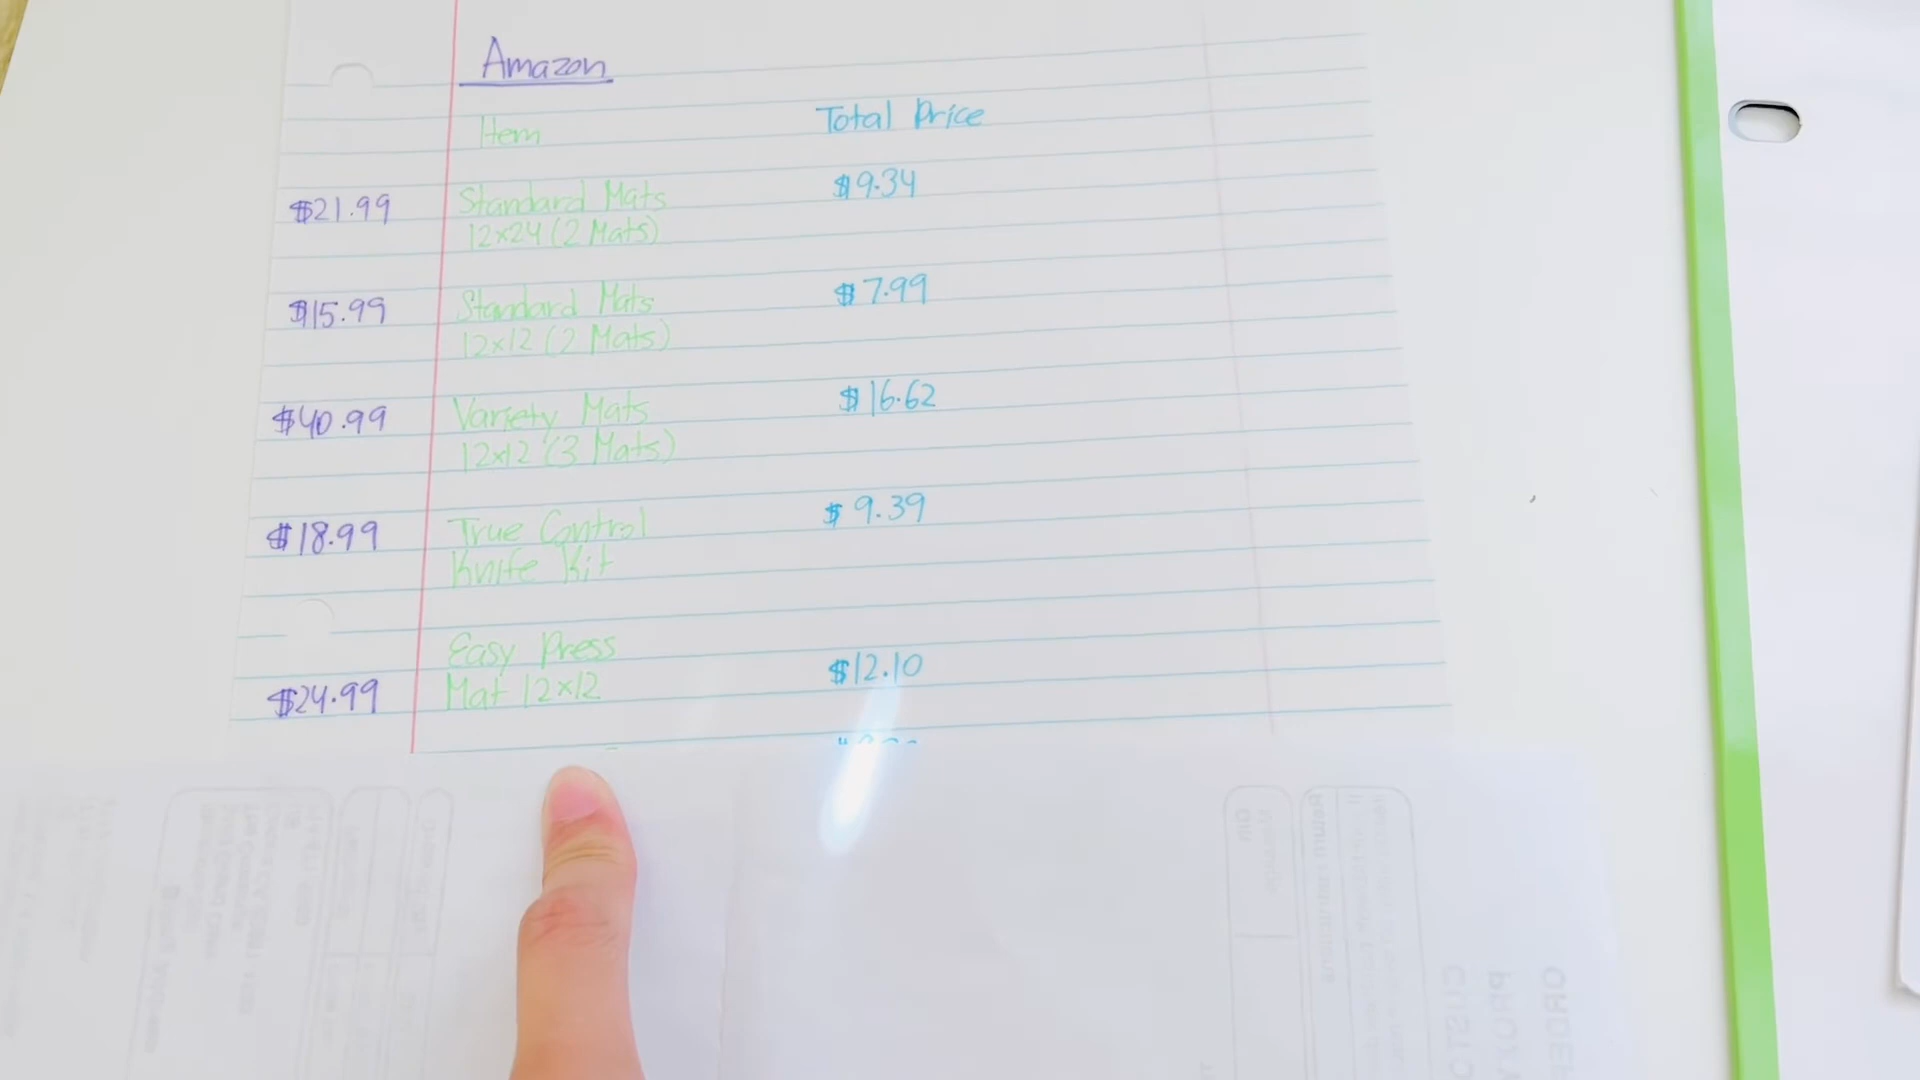 Amazon
Item Total Price
$21.99 Standard Mats $9.34
12x24 (2 Mats)
$15.99 Standard Mats $7.99
12x12 (2 Mats)
$40.99 Variety Mats $16.62
12x12 (3 Mats)
$18.99 True Control $9.39
Knife Kit
Easy Press
$24.99 Mat 12x12 $12.10